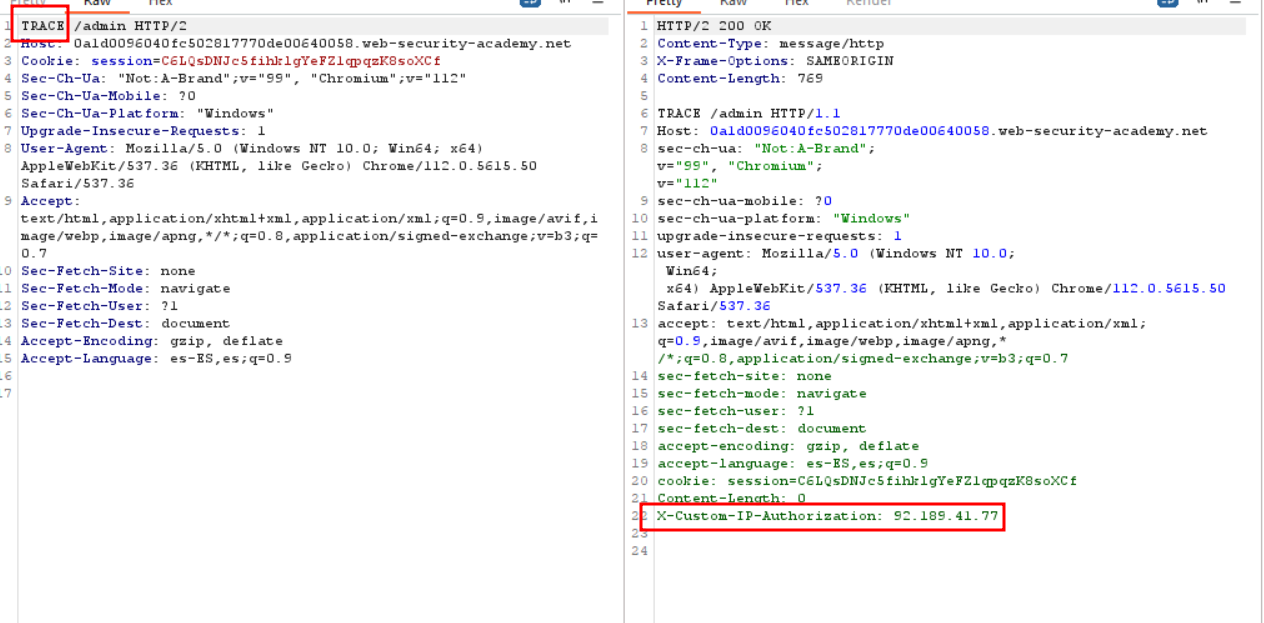 Pretty Raw Hex
1 TRACE /admin HTTP/2
2 Host: 0a1d0096040fc502817770de00640058.web-security-academy.net
3 Cookie: session=C6LQsDNJc5fihklgYeFZlqpqzK8soXCf
4 Sec-Ch-Ua: "Not:A-Brand";v="99", "Chromium";v="112"
5 Sec-Ch-Ua-Mobile: ?0
6 Sec-Ch-Ua-Platform: "Windows"
7 Upgrade-Insecure-Requests: 1
8 User-Agent: Mozilla/5.0 (Windows NT 10.0; Win64; x64)
AppleWebKit/537.36 (KHTML, like Gecko) Chrome/112.0.5615.50
Safari/537.36
9 Accept:
text/html,application/xhtml+xml,application/xml;q=0.9,image/avif,i
mage/webp,image/apng,*/*;q=0.8,application/signed-exchange;v=b3;q=
0.7
10 Sec-Fetch-Site: none
11 Sec-Fetch-Mode: navigate
12 Sec-Fetch-User: ?1
13 Sec-Fetch-Dest: document
14 Accept-Encoding: gzip, deflate
15 Accept-Language: es-ES,es;q=0.9
16
17
Pretty Raw Hex Render
1 HTTP/2 200 OK
2 Content-Type: message/http
3 X-Frame-Options: SAMEORIGIN
4 Content-Length: 769
5
6 TRACE /admin HTTP/1.1
7 Host: 0a1d0096040fc502817770de00640058.web-security-academy.net
8 sec-ch-ua: "Not:A-Brand";
v="99", "Chromium";
v="112"
9 sec-ch-ua-mobile: ?0
10 sec-ch-ua-platform: "Windows"
11 upgrade-insecure-requests: 1
12 user-agent: Mozilla/5.0 (Windows NT 10.0;
Win64;
x64) AppleWebKit/537.36 (KHTML, like Gecko) Chrome/112.0.5615.50
Safari/537.36
13 accept: text/html,application/xhtml+xml,application/xml;
q=0.9,image/avif,image/webp,image/apng,*
/*;q=0.8,application/signed-exchange;v=b3;q=0.7
14 sec-fetch-site: none
15 sec-fetch-mode: navigate
16 sec-fetch-user: ?1
17 sec-fetch-dest: document
18 accept-encoding: gzip, deflate
19 accept-language: es-ES,es;q=0.9
20 cookie: session=C6LQsDNJc5fihklgYeFZlqpqzK8soXCf
21 Content-Length: 0
22 X-Custom-IP-Authorization: 92.189.41.77
23
24